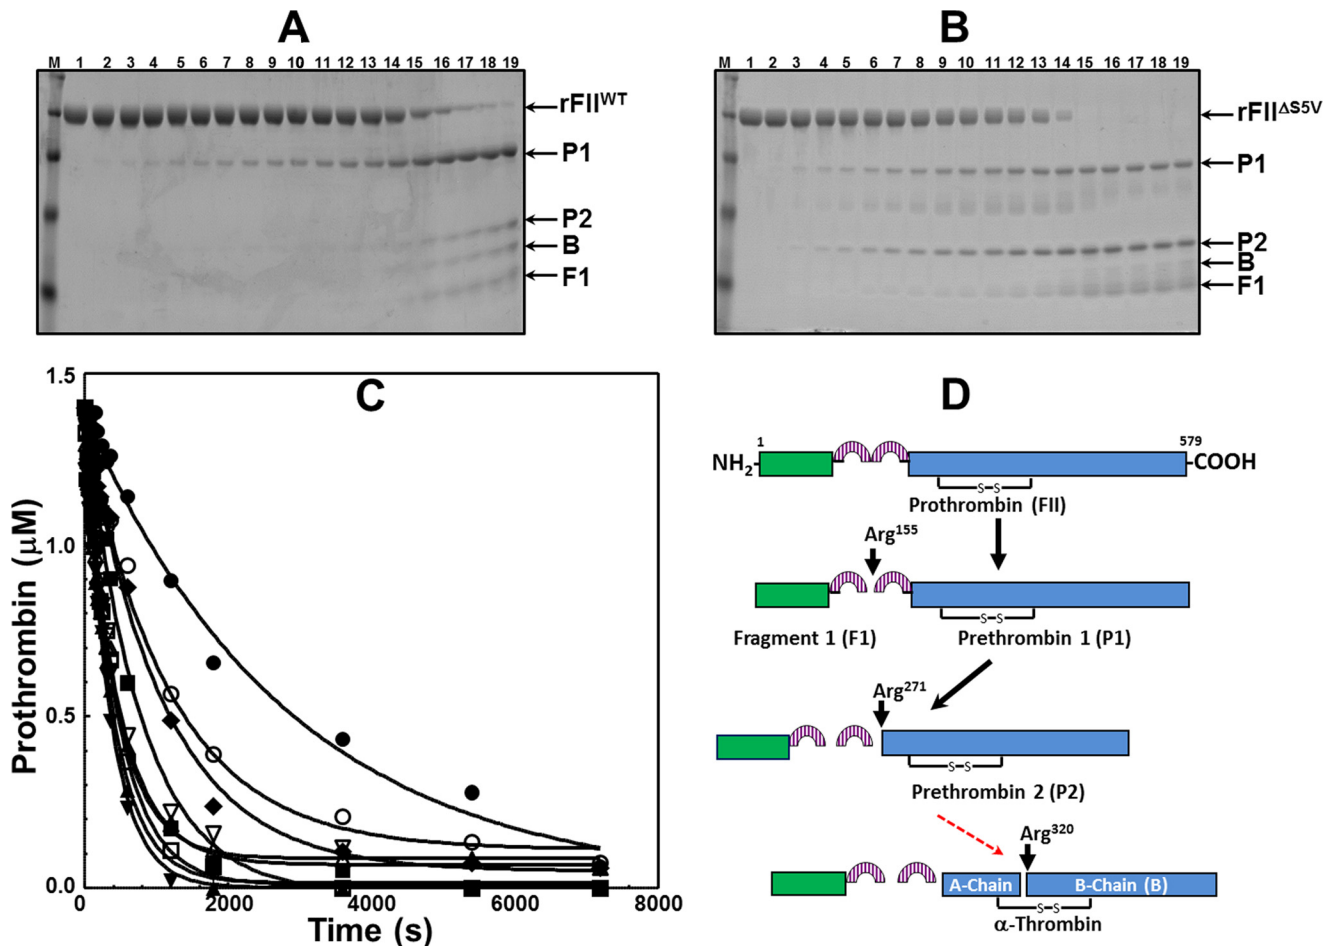 A
M 1 2 3 4 5 6 7 8 9 10 11 12 13 14 15 16 17 18 19
rFII^WT
P1
P2
B
F1
B
M 1 2 3 4 5 6 7 8 9 10 11 12 13 14 15 16 17 18 19
rFII^ΔS5V
P1
P2
B
F1
C
1.5
1.0
0.5
0.0
Prothrombin (μM)
0 2000 4000 6000 8000
Time (s)
D
1 579
NH₂ COOH
S–S
Prothrombin (FII)
Arg¹⁵⁵
S–S
Fragment 1 (F1) Prethrombin 1 (P1)
Arg²⁷¹
S–S
Prethrombin 2 (P2)
Arg³²⁰
A-Chain B-Chain (B)
S–S
α-Thrombin